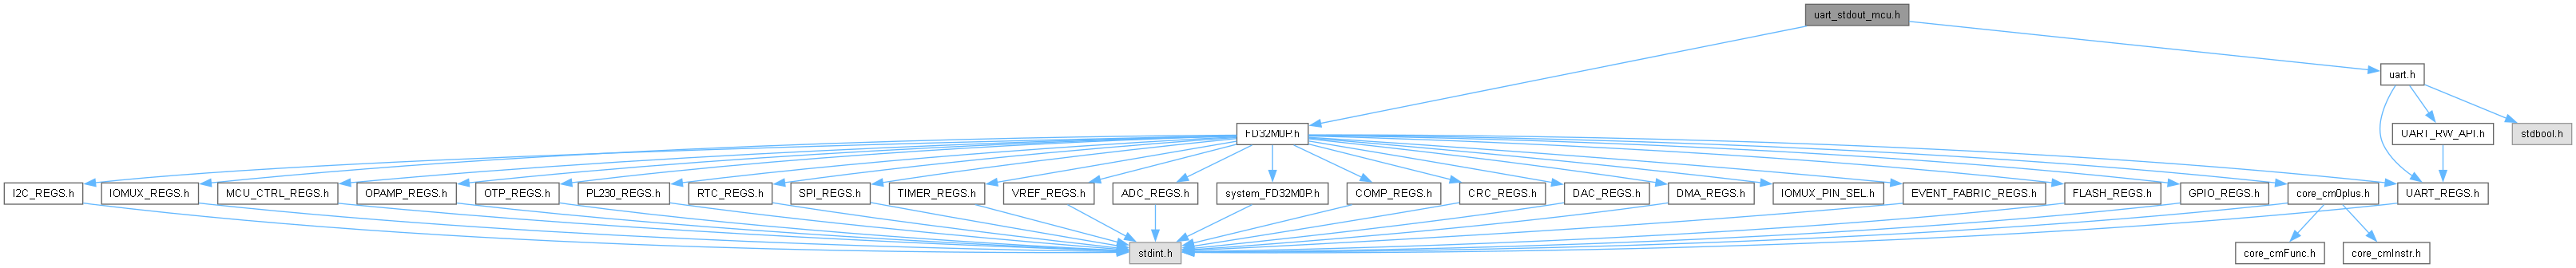 uart_stdout_mcu.h
uart.h
FD32M0P.h
UART_RW_API.h
stdbool.h
I2C_REGS.h
IOMUX_REGS.h
MCU_CTRL_REGS.h
OPAMP_REGS.h
OTP_REGS.h
PL230_REGS.h
RTC_REGS.h
SPI_REGS.h
TIMER_REGS.h
VREF_REGS.h
ADC_REGS.h
system_FD32M0P.h
COMP_REGS.h
CRC_REGS.h
DAC_REGS.h
DMA_REGS.h
IOMUX_PIN_SEL.h
EVENT_FABRIC_REGS.h
FLASH_REGS.h
GPIO_REGS.h
core_cm0plus.h
UART_REGS.h
stdint.h
core_cmFunc.h
core_cmInstr.h